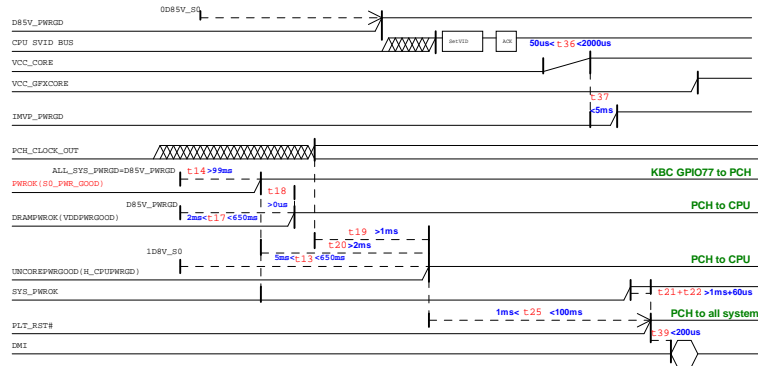 0D85V_S0
D85V_PWRGD
CPU SVID BUS
SetVID
ACK
50us< t36 <2000us
VCC_CORE
VCC_GFXCORE
t37
<5ms
IMVP_PWRGD
PCH_CLOCK_OUT
ALL_SYS_PWRGD=D85V_PWRGD t14 >99ms
KBC GPIO77 to PCH
PWROK(S0_PWR_GOOD)
t18
D85V_PWRGD
>0us
PCH to CPU
DRAMPWROK(VDDPWRGOOD)
2ms< t17 <650ms
t19 >1ms
t20 >2ms
1D8V_S0
5ms< t13 <650ms
PCH to CPU
UNCOREPWRGOOD(H_CPUPWRGD)
SYS_PWROK
t21+t22 >1ms+60us
1ms< t25 <100ms
PCH to all system
PLT_RST#
t39 <200us
DMI